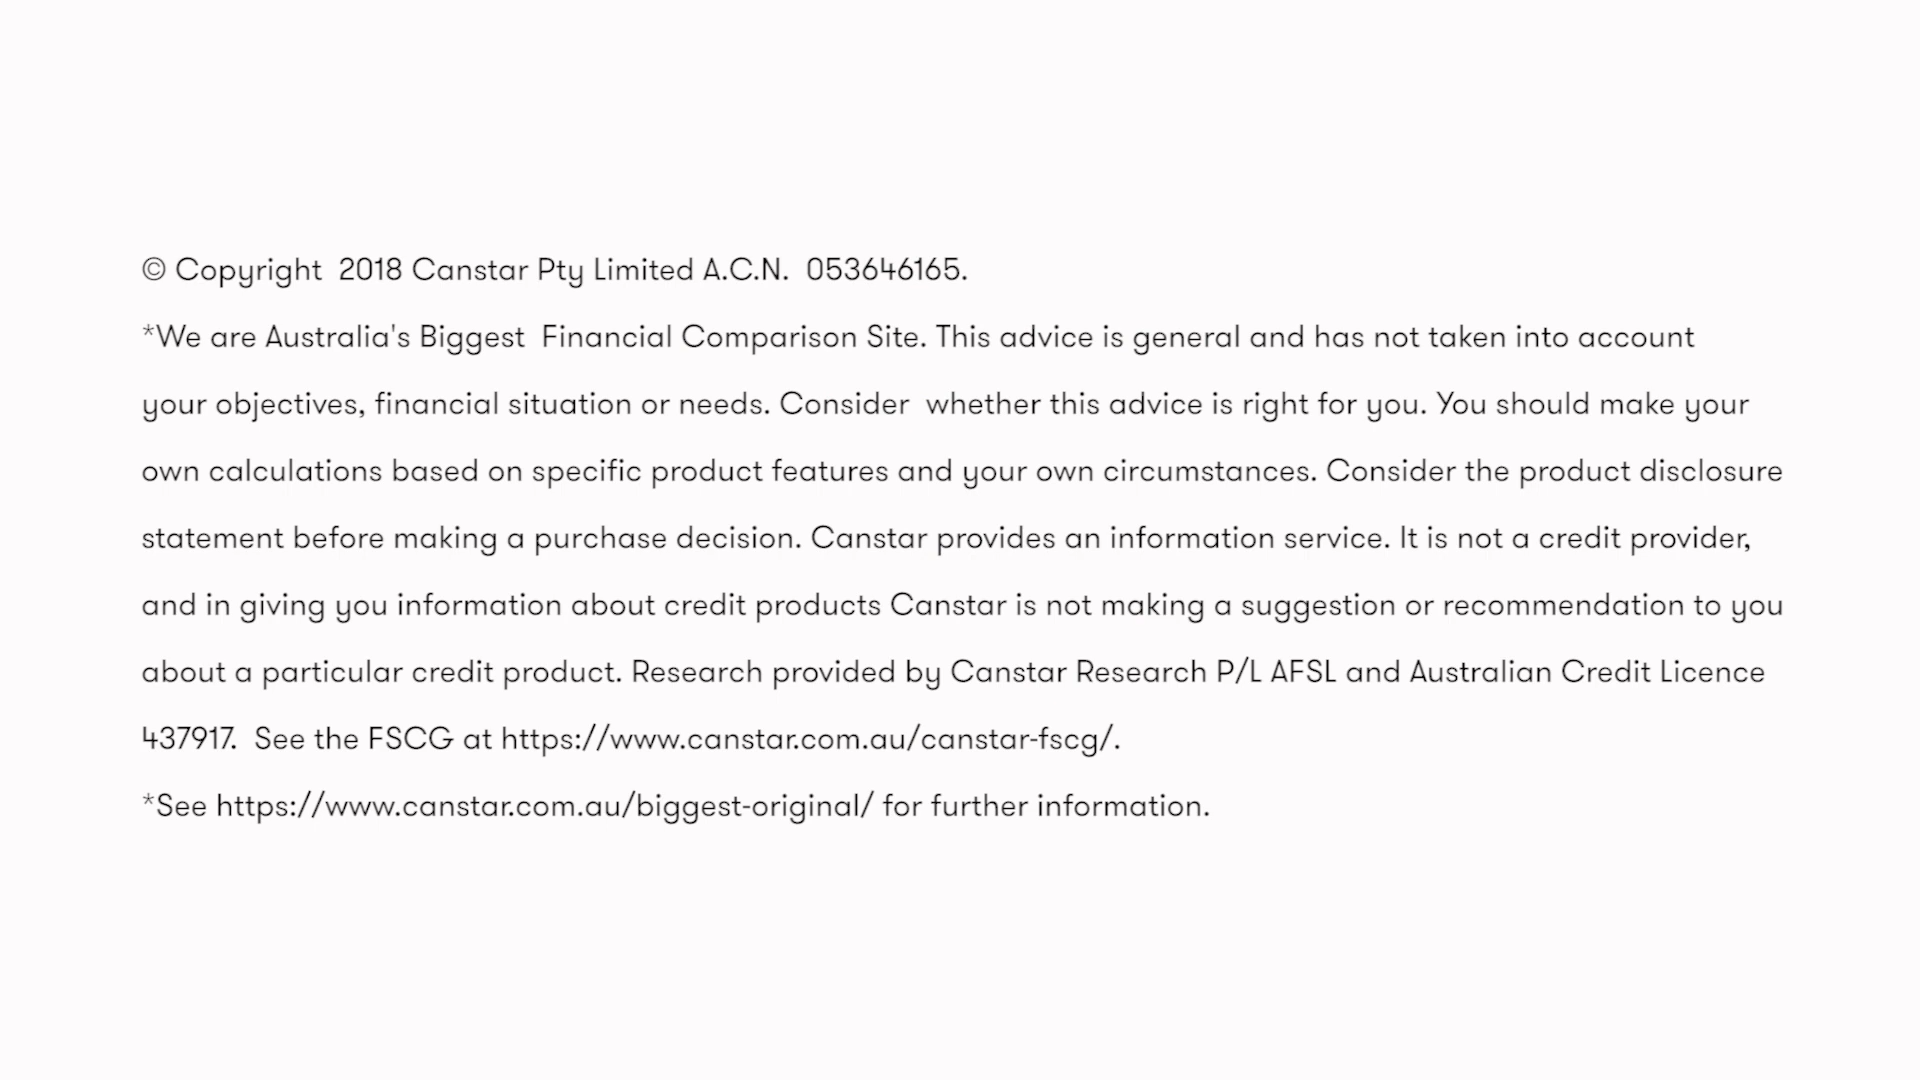 © Copyright 2018 Canstar Pty Limited A.C.N. 053646165.
*We are Australia's Biggest Financial Comparison Site. This advice is general and has not taken into account
your objectives, financial situation or needs. Consider whether this advice is right for you. You should make your
own calculations based on specific product features and your own circumstances. Consider the product disclosure
statement before making a purchase decision. Canstar provides an information service. It is not a credit provider,
and in giving you information about credit products Canstar is not making a suggestion or recommendation to you
about a particular credit product. Research provided by Canstar Research P/L AFSL and Australian Credit Licence
437917. See the FSCG at https://www.canstar.com.au/canstar-fscg/.
*See https://www.canstar.com.au/biggest-original/ for further information.